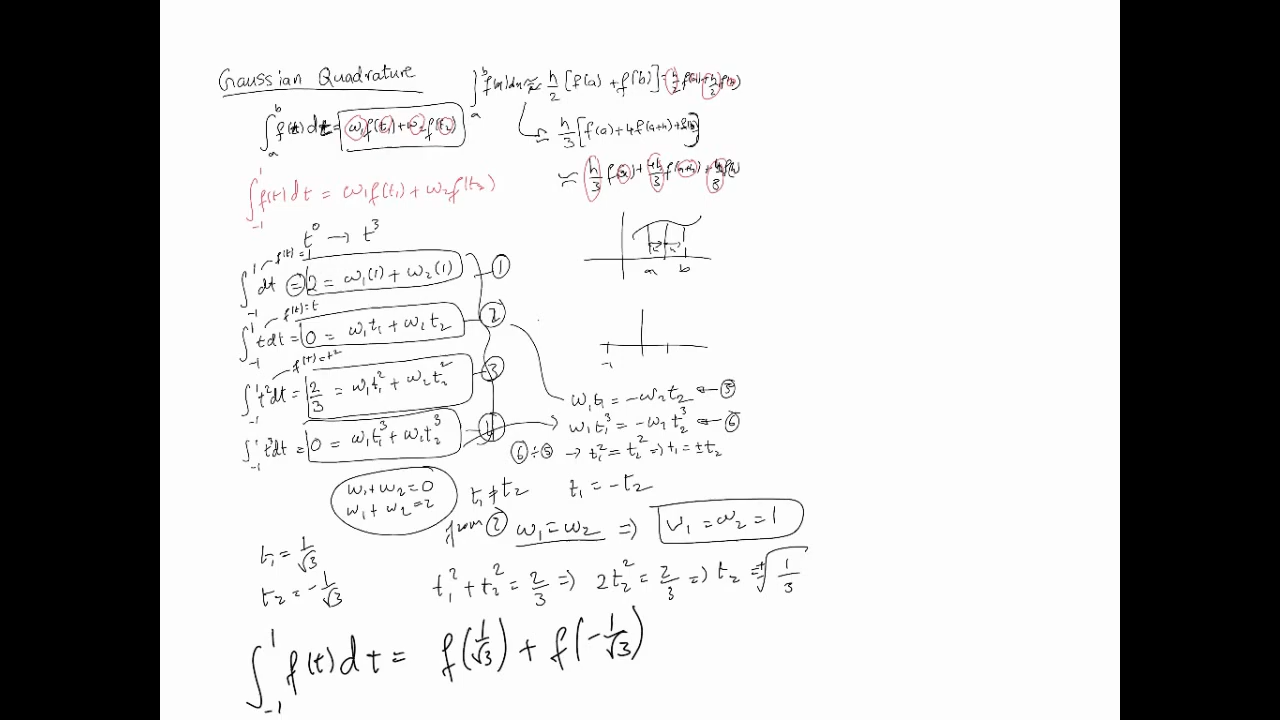 Gaussian Quadrature
∫_a^b f(t) dt = ω₁f(t₁) + ω₂f(t₂)
∫_a^b f(x)dx ≈ h/2 [f(a) + f(b)] = h/2 f(a) + h/2 f(b)
≈ h/3 [f(a) + 4f(a+h) + f(b)]
≈ h/3 f(a) + 4h/3 f(a+h) + h/3 f(b)
∫_{-1}^1 f(t) dt = ω₁f(t₁) + ω₂f(t₂)
t⁰ → t³
f(t) = 1
∫_{-1}^1 dt = 2 = ω₁(1) + ω₂(1) ①
f(t) = t
∫_{-1}^1 t dt = 0 = ω₁t₁ + ω₂t₂ ②
f(t) = t²
∫_{-1}^1 t² dt = 2/3 = ω₁t₁² + ω₂t₂² ③
∫_{-1}^1 t³ dt = 0 = ω₁t₁³ + ω₂t₂³ ④
a b
h h
-1
ω₁t₁ = -ω₂t₂ ← ⑤
ω₁t₁³ = -ω₂t₂³ ← ⑥
⑥ ÷ ⑤ → t₁² = t₂² ⇒ t₁ = ±t₂
ω₁ + ω₂ = 0
ω₁ + ω₂ = 2
t₁ ≠ t₂ t₁ = -t₂
from ② ω₁ = ω₂ ⇒ ω₁ = ω₂ = 1
t₁ = 1/√3
t₂ = -1/√3
t₁² + t₂² = 2/3 ⇒ 2t₂² = 2/3 ⇒ t₂ = ±√(1/3)
∫_{-1}^1 f(t) dt = f(1/√3) + f(-1/√3)